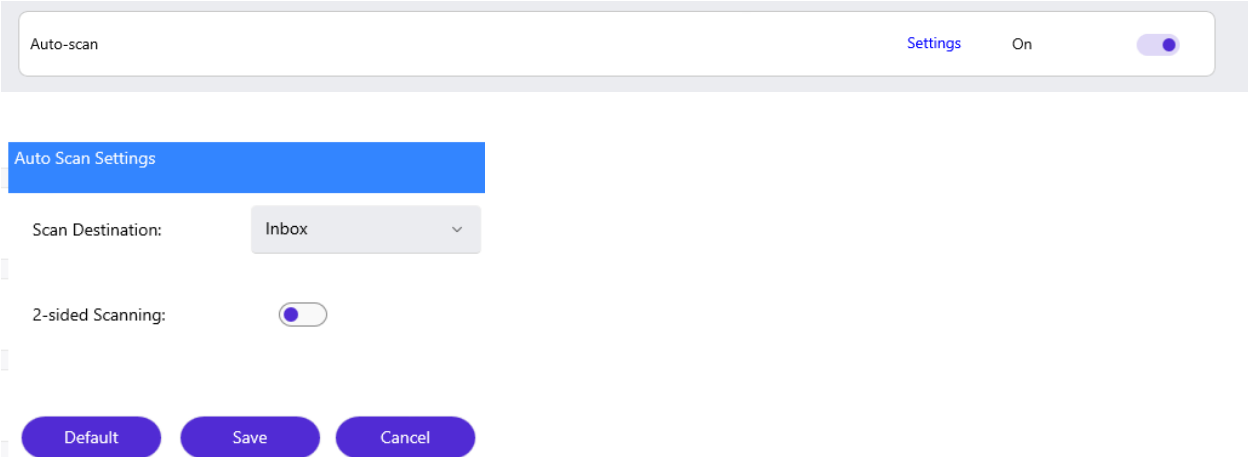 Auto-scan Settings On
Auto Scan Settings
Scan Destination: Inbox
2-sided Scanning:
Default Save Cancel